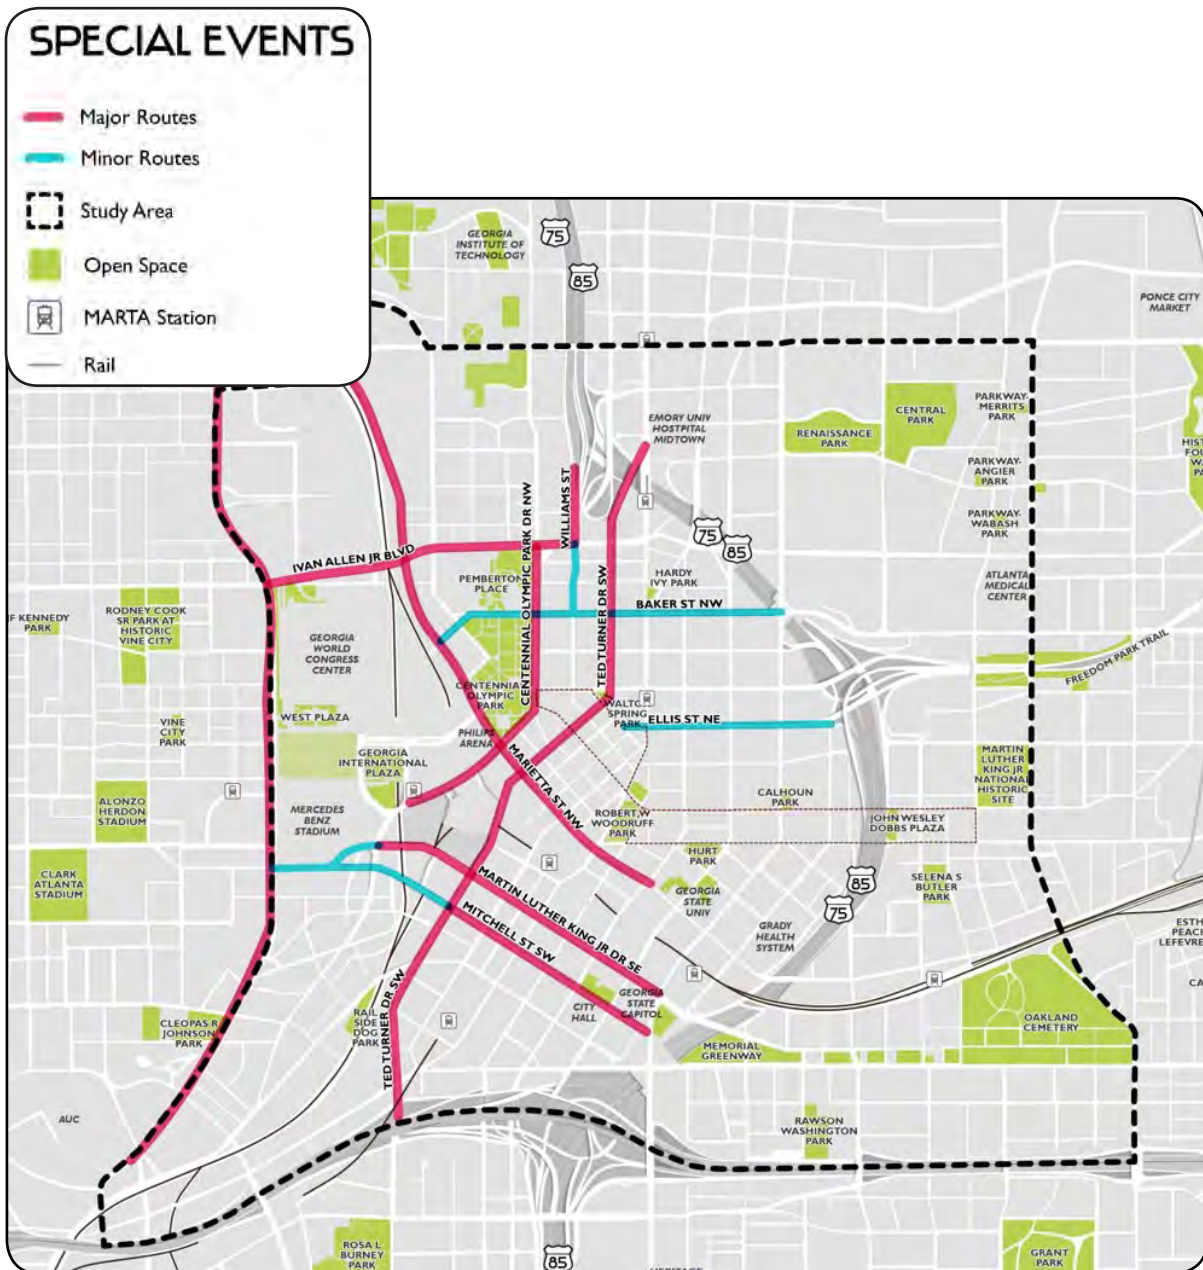 SPECIAL EVENTS
Major Routes
Minor Routes
Study Area
Open Space
MARTA Station
Rail
GEORGIA
INSTITUTE OF
TECHNOLOGY
75
85
PONCE CITY
MARKET
EMORY UNIV
HOSTPITAL
MIDTOWN
RENAISSANCE
PARK
CENTRAL
PARK
PARKWAY-
MERRITS
PARK
PARKWAY-
ANGIER
PARK
PARKWAY-
WABASH
PARK
75
85
WILLIAMS ST
CENTENNIAL OLYMPIC PARK DR NW
IVAN ALLEN JR BLVD
PEMBERTON
PLACE
HARDY
IVY PARK
ATLANTA
MEDICAL
CENTER
KENNEDY
PARK
RODNEY COOK
SR PARK AT
HISTORIC
VINE CITY
BAKER ST NW
TED TURNER DR SW
GEORGIA
WORLD
CONGRESS
CENTER
FREEDOM PARK TRAIL
CENTENNIAL
OLYMPIC
PARK
WEST PLAZA
WALTON
SPRING
PARK
ELLIS ST NE
VINE
CITY
PARK
PHILIPS
ARENA
GEORGIA
INTERNATIONAL
PLAZA
MARIETTA ST NW
MARTIN
LUTHER
KING JR
NATIONAL
HISTORIC
SITE
CALHOUN
PARK
ALONZO
HERDON
STADIUM
MERCEDES
BENZ
STADIUM
ROBERT W
WOODRUFF
PARK
JOHN WESLEY
DOBBS PLAZA
HURT
PARK
CLARK
ATLANTA
STADIUM
MARTIN LUTHER KING JR DR SE
GEORGIA
STATE
UNIV
85
75
SELENA S
BUTLER
PARK
MITCHELL ST SW
GRADY
HEALTH
SYSTEM
TED TURNER DR SW
CITY
HALL
GEORGIA
STATE
CAPITOL
CLEOPAS R
JOHNSON
PARK
RAIL
SIDE
DOG
PARK
OAKLAND
CEMETERY
MEMORIAL
GREENWAY
AUC
RAWSON
WASHINGTON
PARK
ROSA L
BURNEY
PARK
85
GRANT
PARK